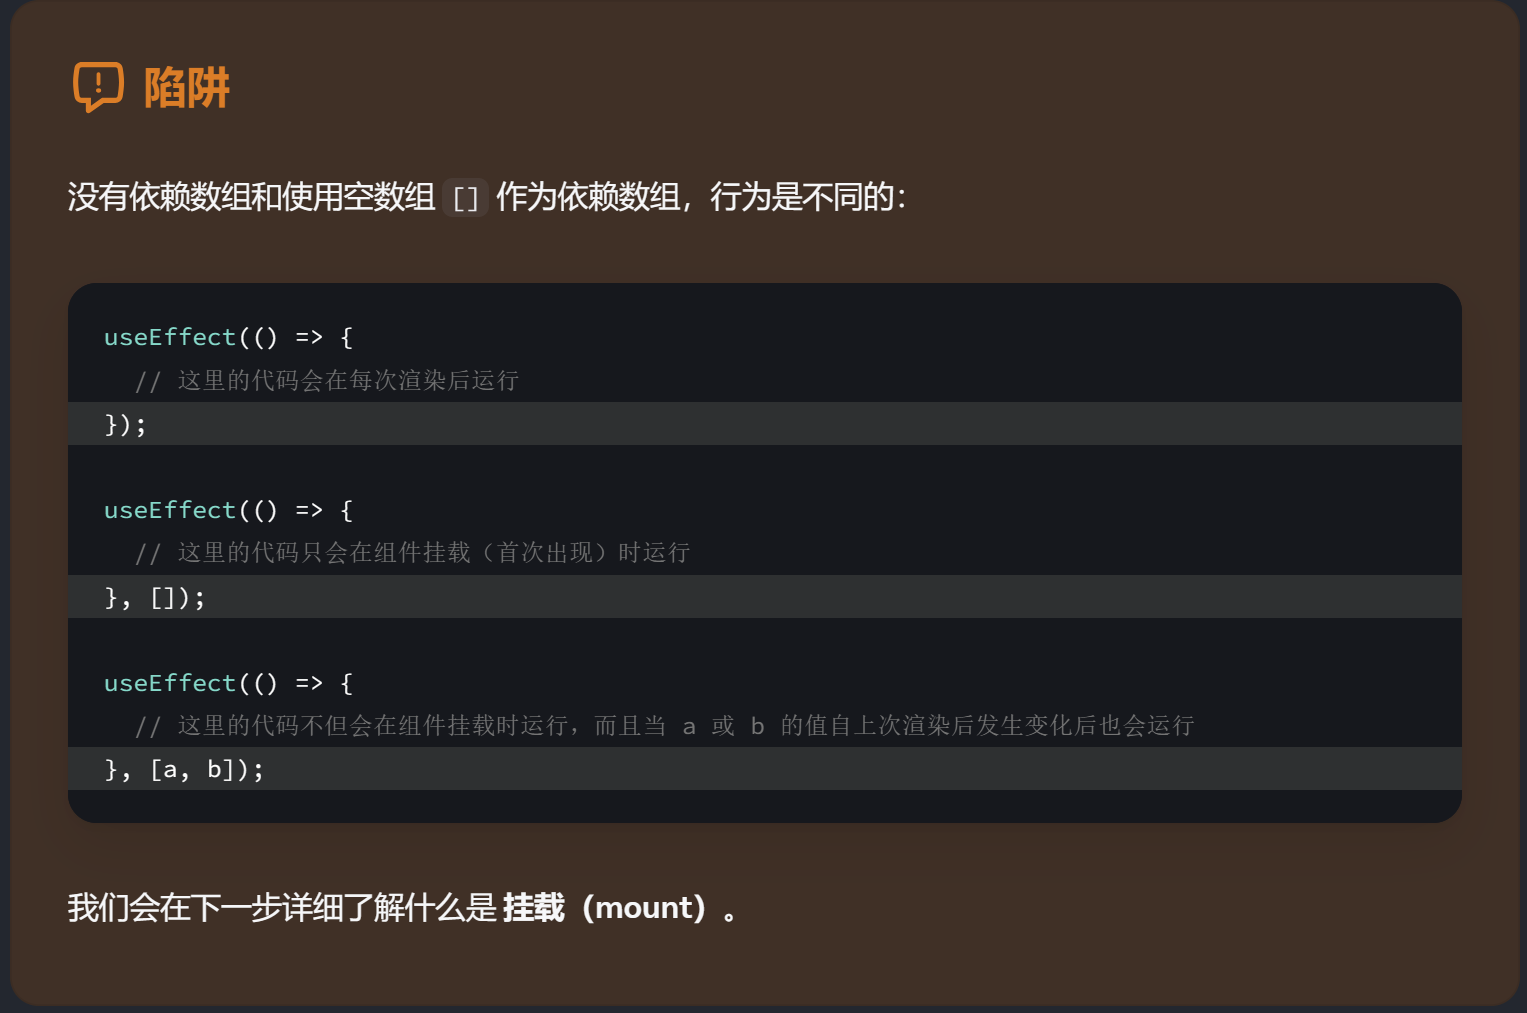 陷阱
没有依赖数组和使用空数组 [] 作为依赖数组，行为是不同的：
useEffect(() => {
  // 这里的代码会在每次渲染后运行
});
useEffect(() => {
  // 这里的代码只会在组件挂载（首次出现）时运行
}, []);
useEffect(() => {
  // 这里的代码不但会在组件挂载时运行，而且当 a 或 b 的值自上次渲染后发生变化后也会运行
}, [a, b]);
我们会在下一步详细了解什么是 挂载（mount）。